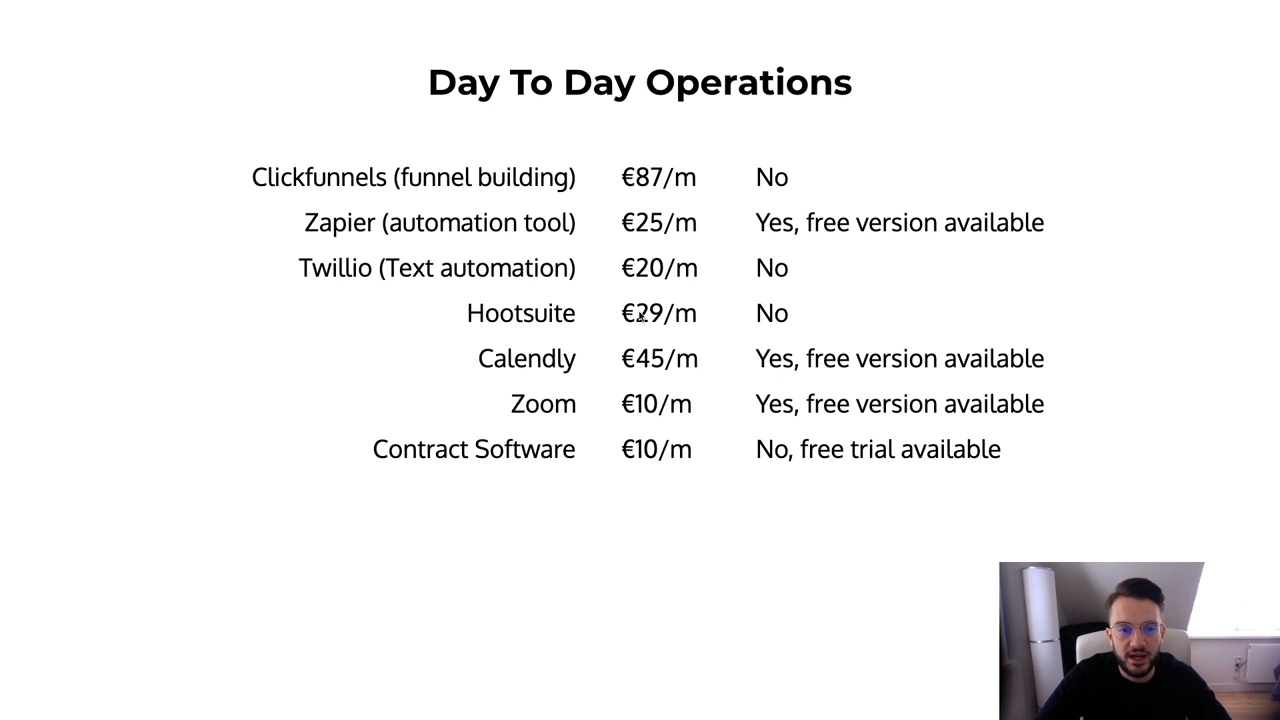 Day To Day Operations
Clickfunnels (funnel building) €87/m No
Zapier (automation tool) €25/m Yes, free version available
Twillio (Text automation) €20/m No
Hootsuite €29/m No
Calendly €45/m Yes, free version available
Zoom €10/m Yes, free version available
Contract Software €10/m No, free trial available